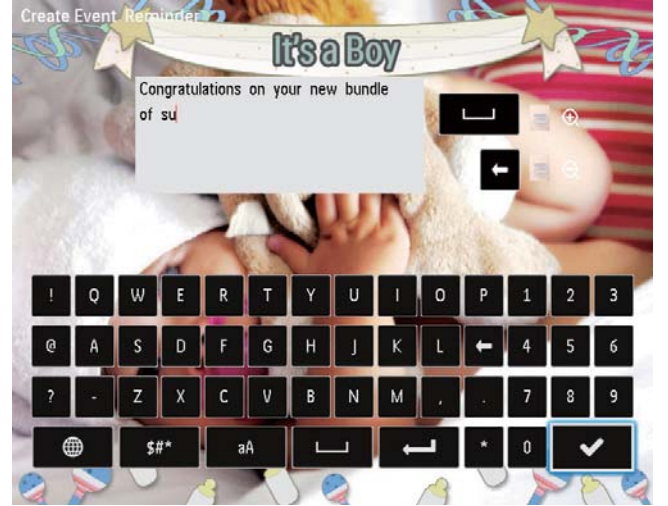 Create Event Reminder
It's a Boy
Congratulations on your new bundle
of su
! Q W E R T Y U I O P 1 2 3
@ A S D F G H J K L 4 5 6
? - Z X C V B N M , . 7 8 9
$#* aA * 0